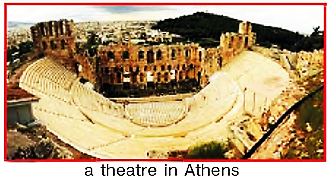 a theatre in Athens